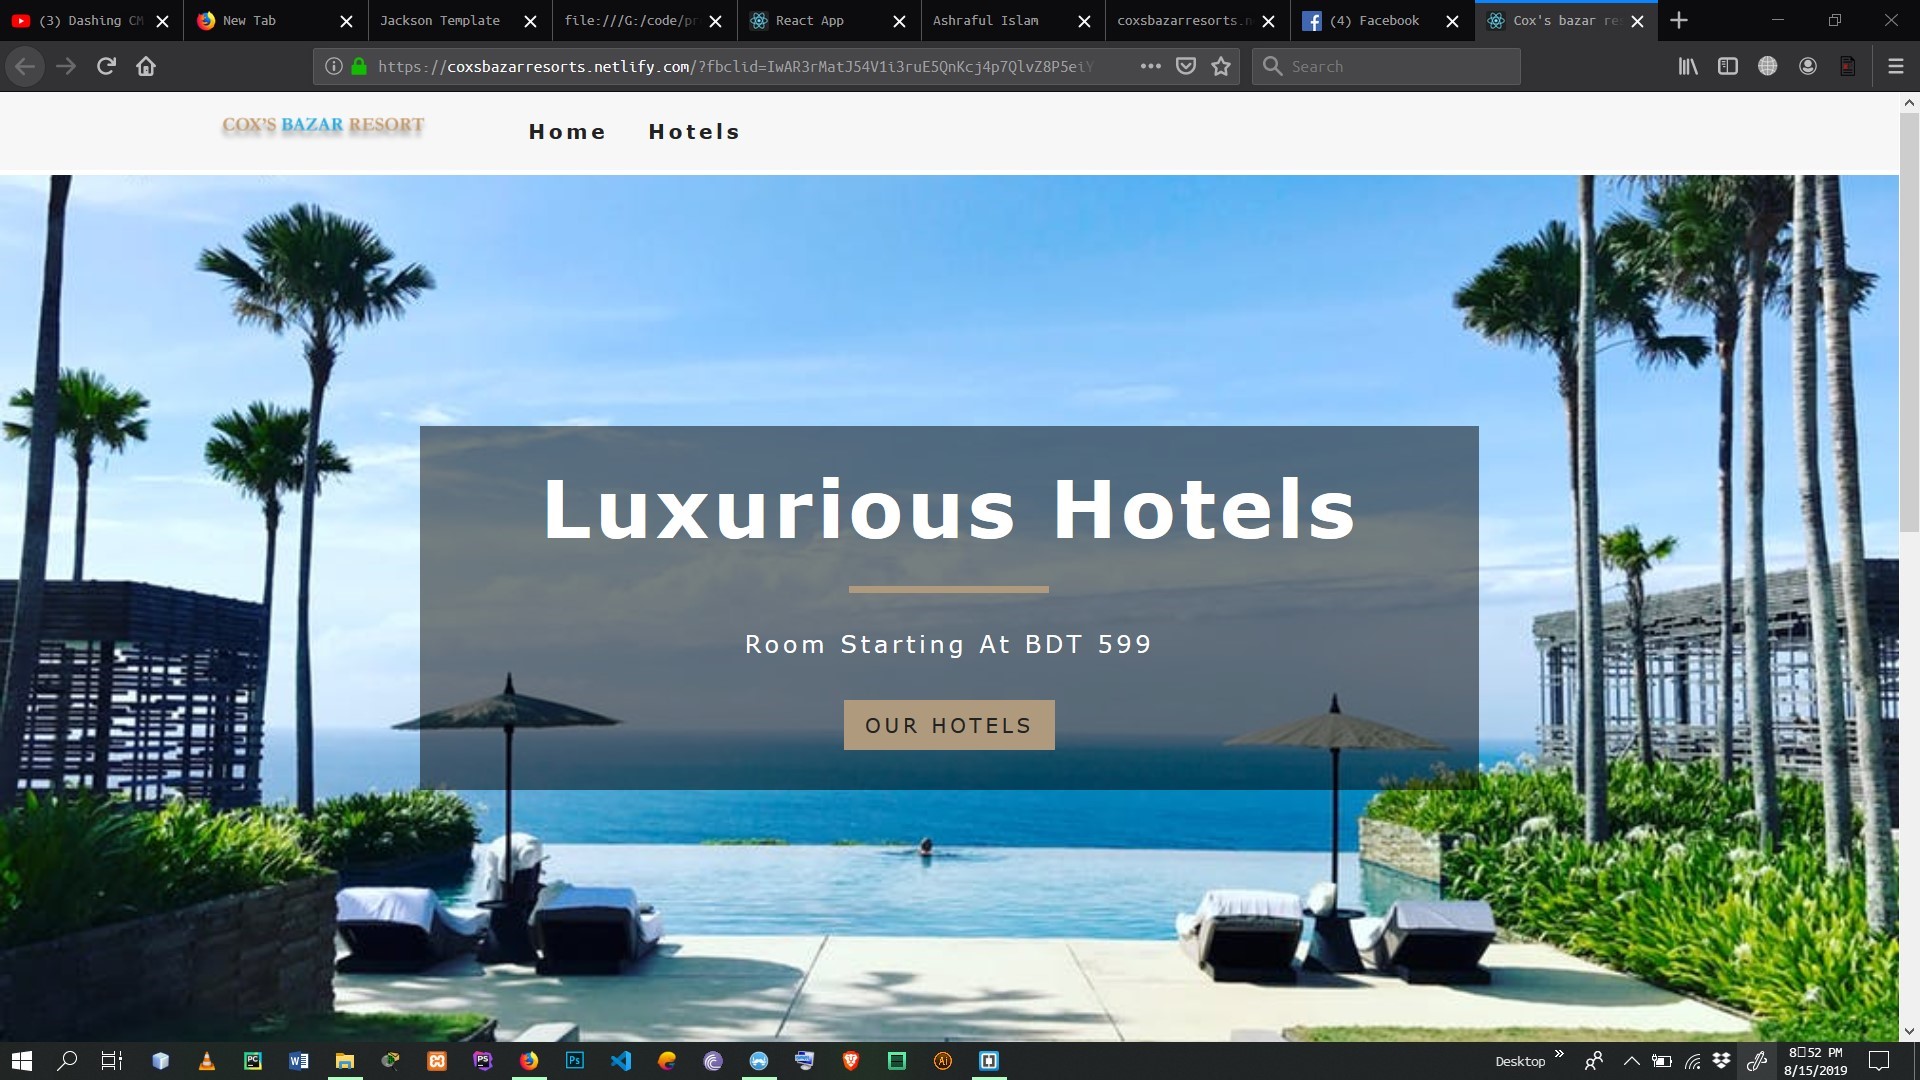 (3) Dashing CM
New Tab
Jackson Template
file:///G:/code/pr
React App
Ashraful Islam
coxsbazarresorts.n
(4) Facebook
Cox's bazar res
https://coxsbazarresorts.netlify.com/?fbclid=IwAR3rMatJ54V1i3ruE5QnKcj4p7QlvZ8P5eiY
Search
COX'S BAZAR RESORT
Home
Hotels
Luxurious Hotels
Room Starting At BDT 599
OUR HOTELS
Desktop
8 52 PM
8/15/2019